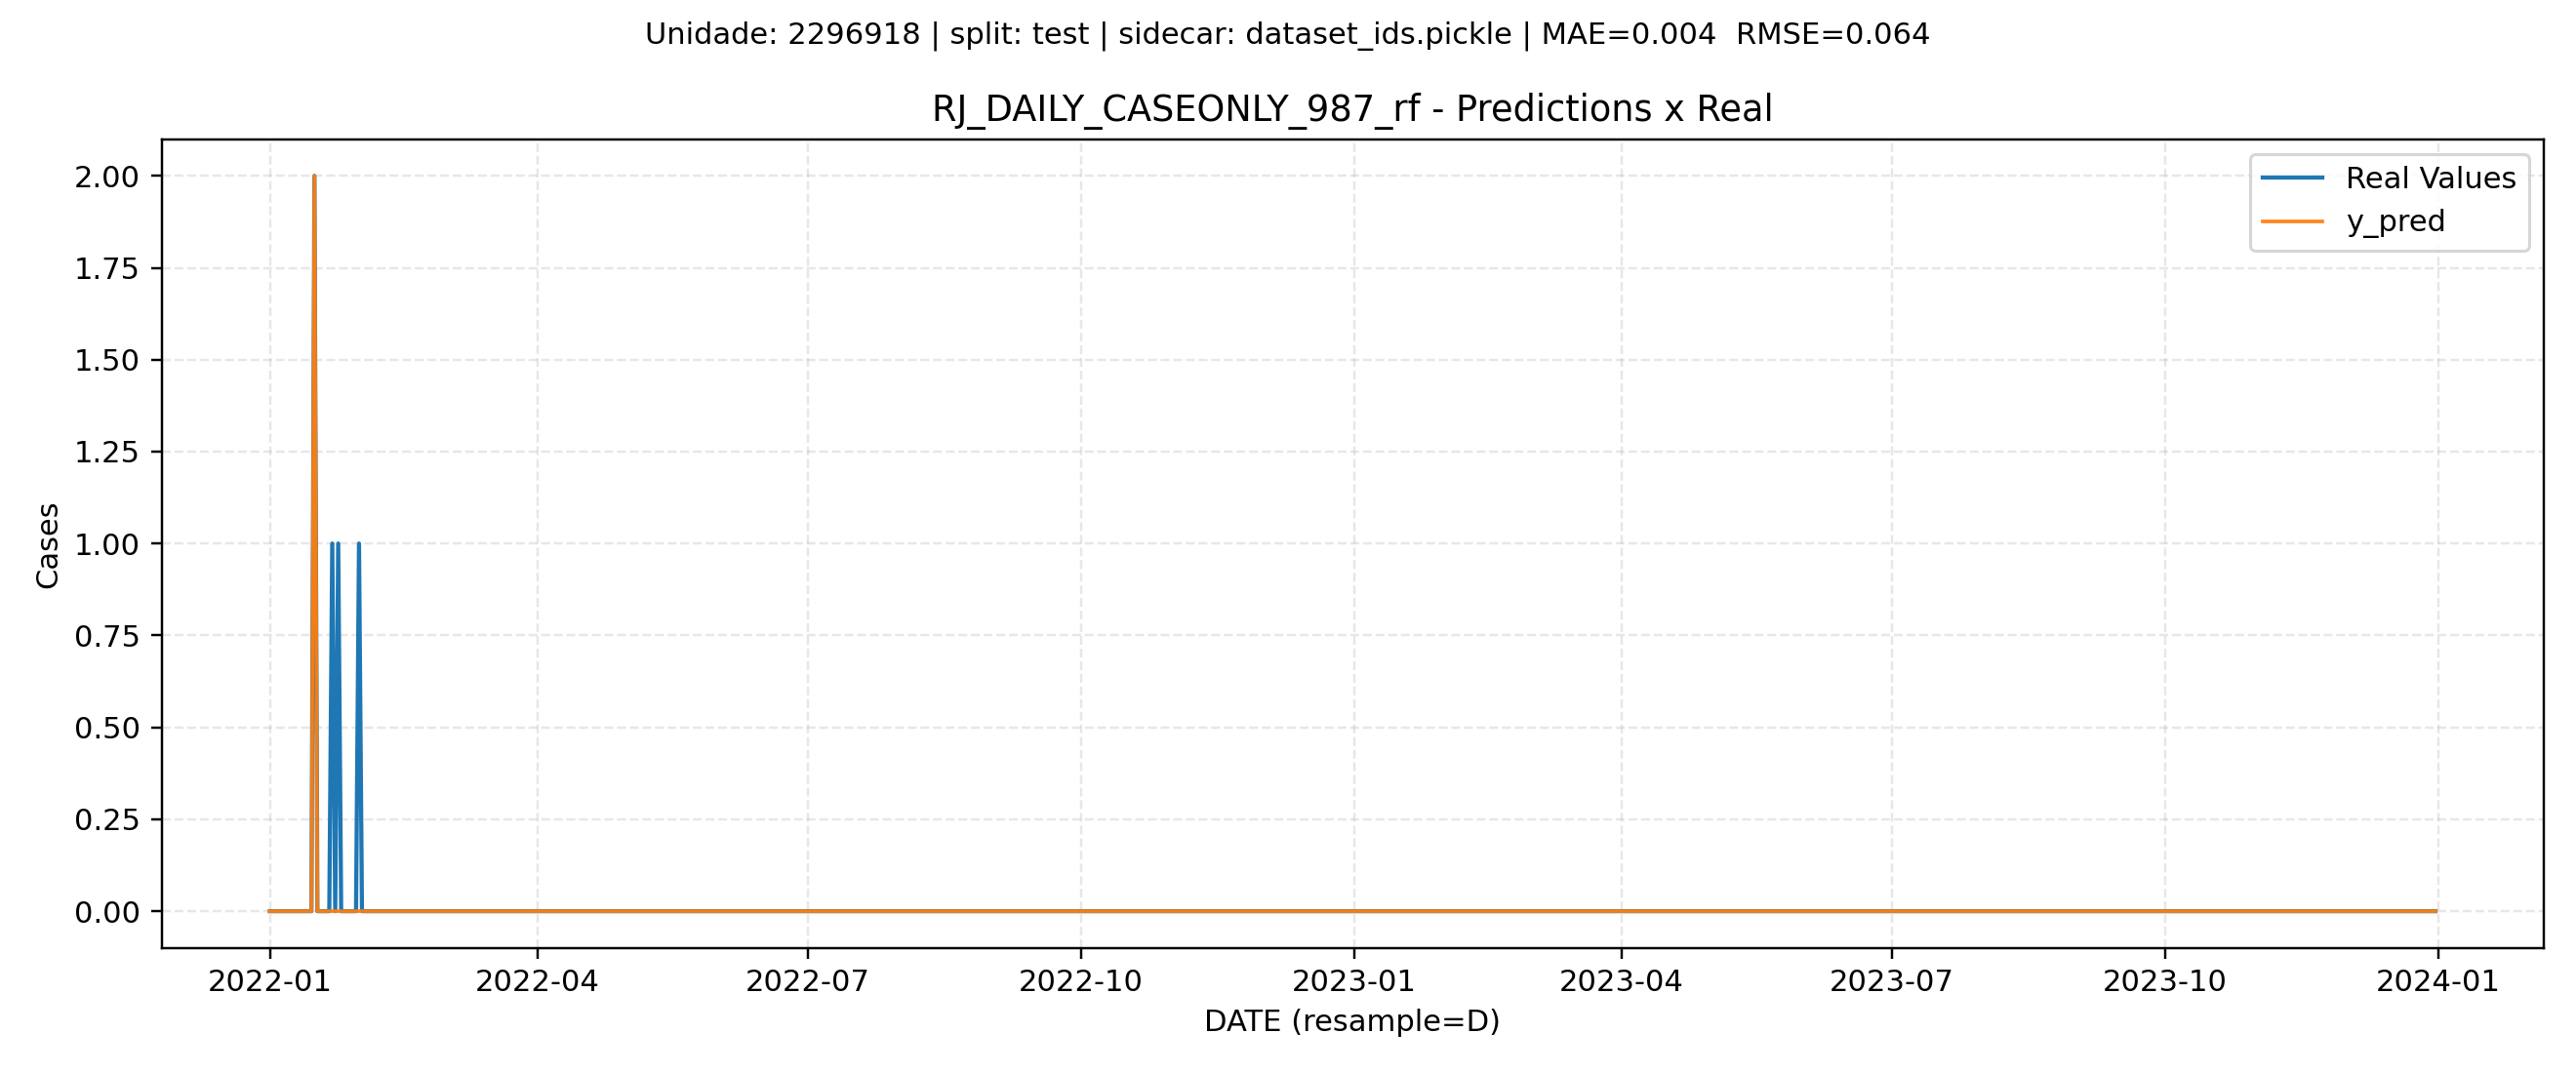 Unidade: 2296918 | split: test | sidecar: dataset_ids.pickle | MAE=0.004  RMSE=0.064
RJ_DAILY_CASEONLY_987_rf - Predictions x Real
Real Values
y_pred
2.00
1.75
1.50
1.25
1.00
0.75
0.50
0.25
0.00
Cases
2022-01 2022-04 2022-07 2022-10 2023-01 2023-04 2023-07 2023-10 2024-01
DATE (resample=D)